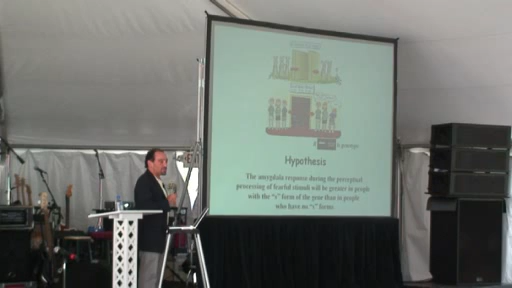 Hypothesis
The amygdala response during the perceptual
processing of fearful stimuli will be greater in people
with the "s" form of the gene than in people
who have no "s" forms